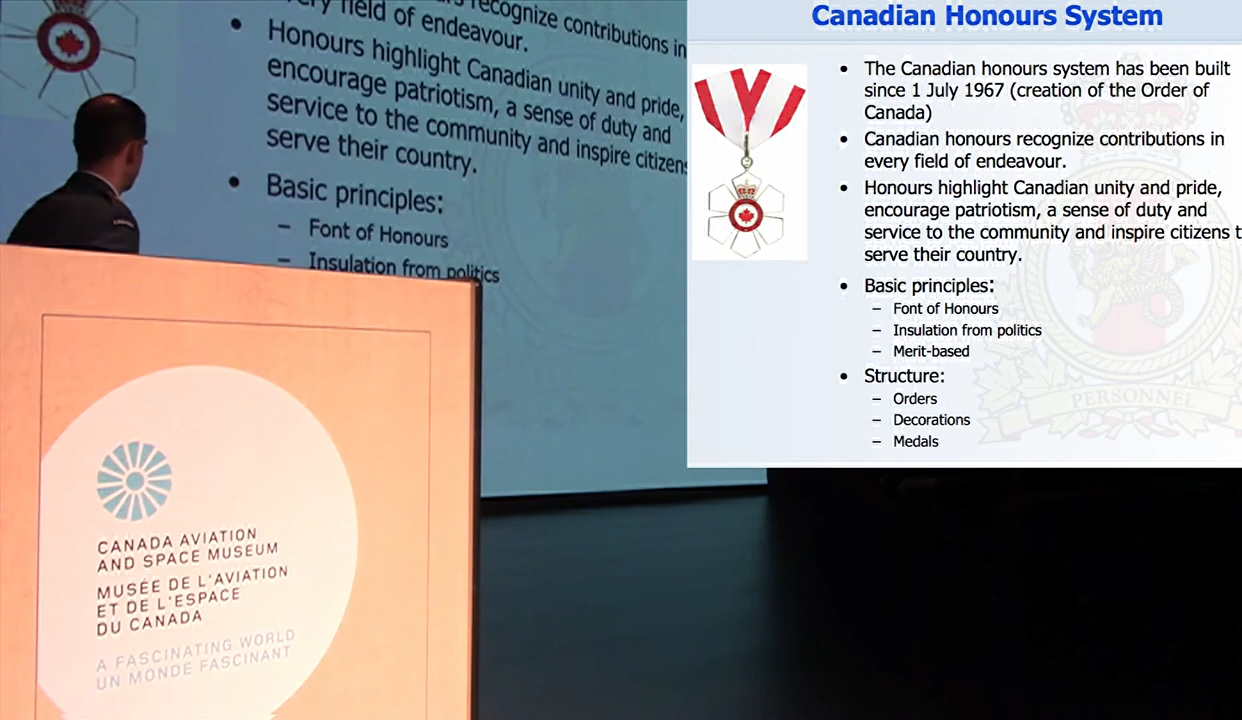 recognize contributions in
every field of endeavour.
• Honours highlight Canadian unity and pride,
encourage patriotism, a sense of duty and
service to the community and inspire citizens
serve their country.
• Basic principles:
– Font of Honours
– Insulation from politics
Canadian Honours System
• The Canadian honours system has been built
since 1 July 1967 (creation of the Order of
Canada)
• Canadian honours recognize contributions in
every field of endeavour.
• Honours highlight Canadian unity and pride,
encourage patriotism, a sense of duty and
service to the community and inspire citizens t
serve their country.
• Basic principles:
– Font of Honours
– Insulation from politics
– Merit-based
• Structure:
– Orders
– Decorations
– Medals
PERSONNEL
CANADA AVIATION
AND SPACE MUSEUM
MUSÉE DE L'AVIATION
ET DE L'ESPACE
DU CANADA
A FASCINATING WORLD
UN MONDE FASCINANT